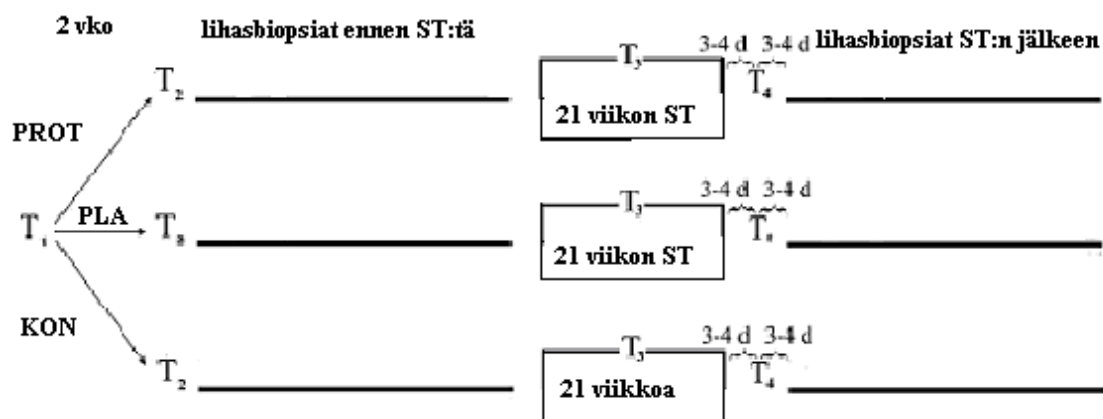 2 vko lihasbiopsiat ennen ST:tä 3-4 d 3-4 d lihasbiopsiat ST:n jälkeen
T₂ T₃ T₄
PROT 21 viikon ST
3-4 d 3-4 d
T₁ PLA T₂ T₃ T₄
21 viikon ST
KON 3-4 d 3-4 d
T₂ T₃ T₄
21 viikkoa